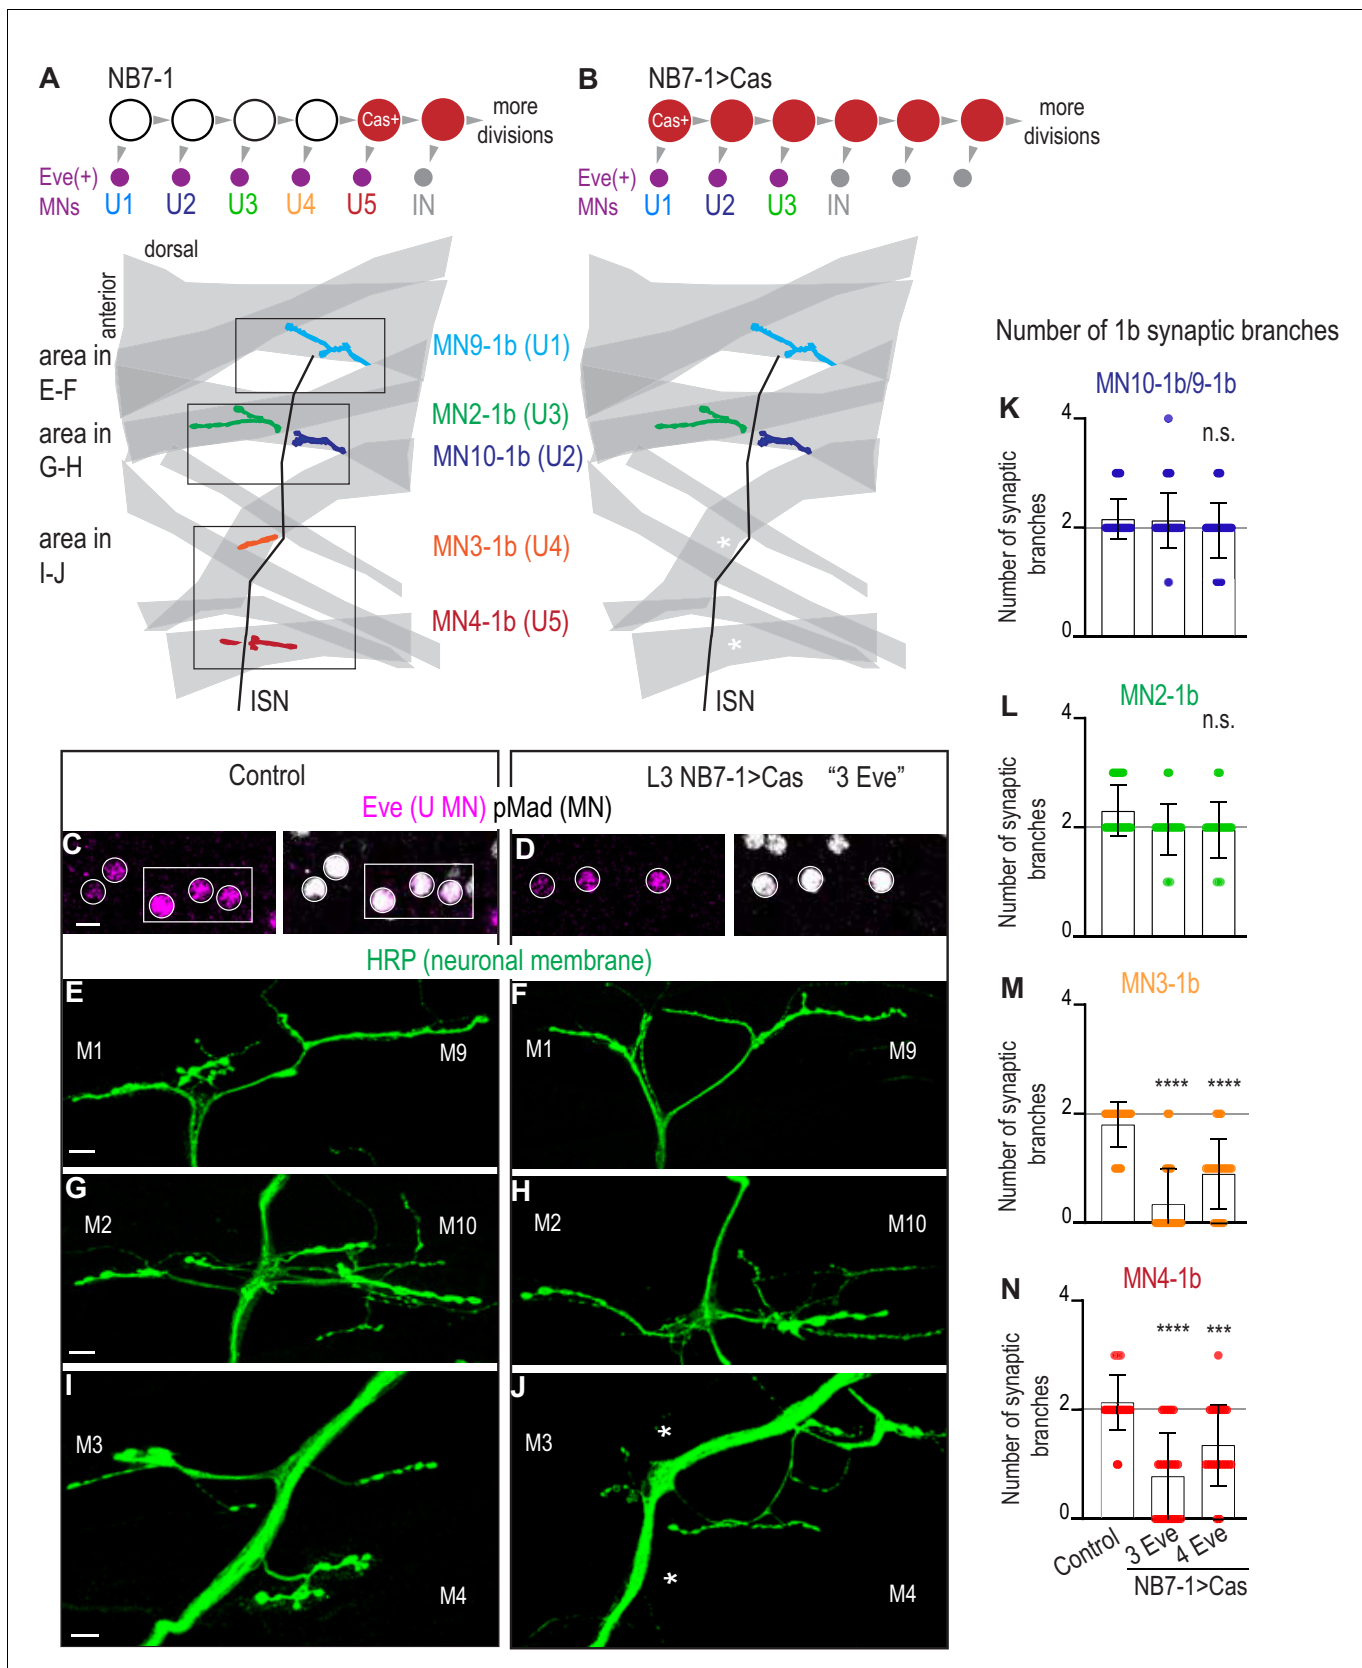 A
NB7-1
Cas+
more
divisions
Eve(+)
MNs
U1
U2
U3
U4
U5
IN
dorsal
anterior
area in
E-F
area in
G-H
area in
I-J
MN9-1b (U1)
MN2-1b (U3)
MN10-1b (U2)
MN3-1b (U4)
MN4-1b (U5)
ISN
B
NB7-1>Cas
Cas+
more
divisions
Eve(+)
MNs
U1
U2
U3
IN
*
*
ISN
Control
L3 NB7-1>Cas "3 Eve"
Eve (U MN) pMad (MN)
C
D
HRP (neuronal membrane)
E
M1
M9
F
M1
M9
G
M2
M10
H
M2
M10
I
M3
M4
J
M3
*
*
M4
Number of 1b synaptic branches
K
MN10-1b/9-1b
n.s.
Number of synaptic
branches
4
2
0
L
MN2-1b
n.s.
Number of synaptic
branches
4
2
0
M
MN3-1b
**** ****
Number of synaptic
branches
4
2
0
N
MN4-1b
**** ***
Number of synaptic
branches
4
2
0
Control
3 Eve
4 Eve
NB7-1>Cas